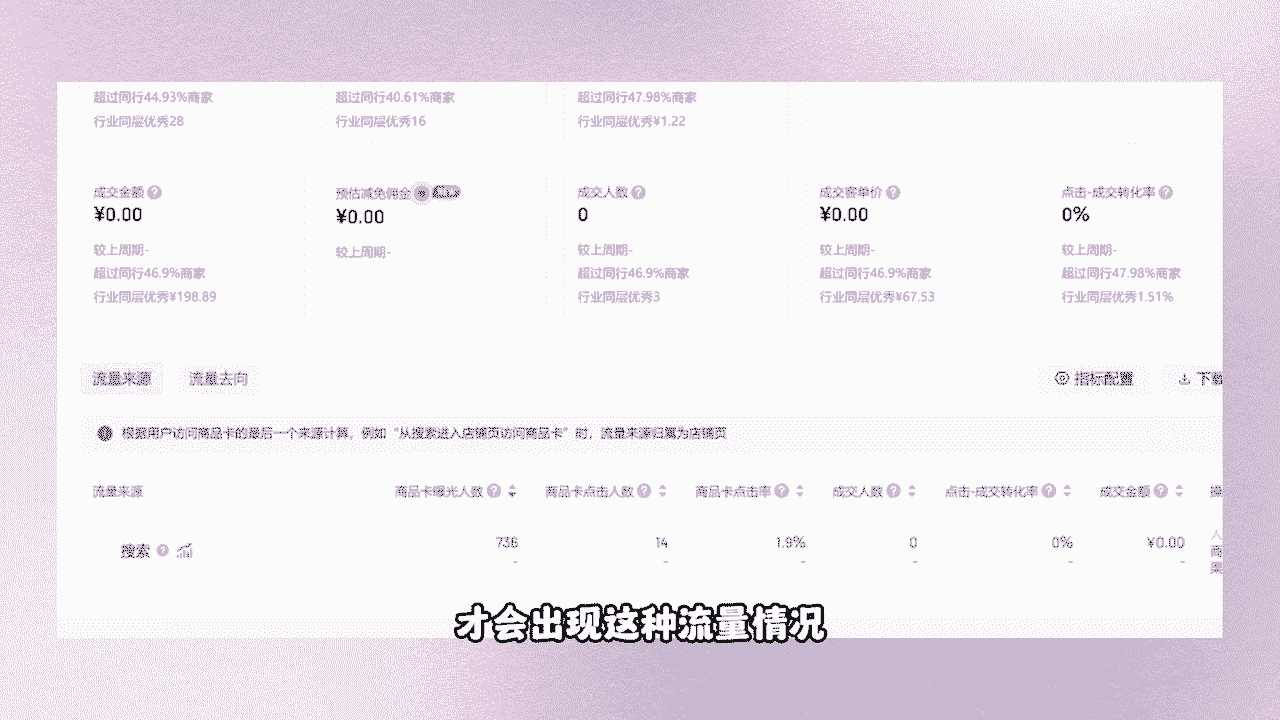 超过同行44.93%商家 超过同行40.61%商家 超过同行47.98%商家
行业同层优秀28 行业同层优秀16 行业同层优秀¥1.22
成交金额 预估减免佣金 成交人数 成交客单价 点击-成交转化率
¥0.00 ¥0.00 0 ¥0.00 0%
较上周期- 较上周期- 较上周期- 较上周期- 较上周期-
超过同行46.9%商家 超过同行46.9%商家 超过同行46.9%商家 超过同行47.98%商家
行业同层优秀¥198.89 行业同层优秀3 行业同层优秀¥67.53 行业同层优秀1.51%
流量来源 流量去向 指标配置 下载
根据用户访问商品卡的最后一个来源计算，例如“从搜索进入店铺页访问商品卡”时，流量来源归属为店铺页
流量来源 商品卡曝光人数 商品卡点击人数 商品卡点击率 成交人数 点击-成交转化率 成交金额
搜索 738 14 1.9% 0 0% ¥0.00
- - - - - -
才会出现这种流量情况